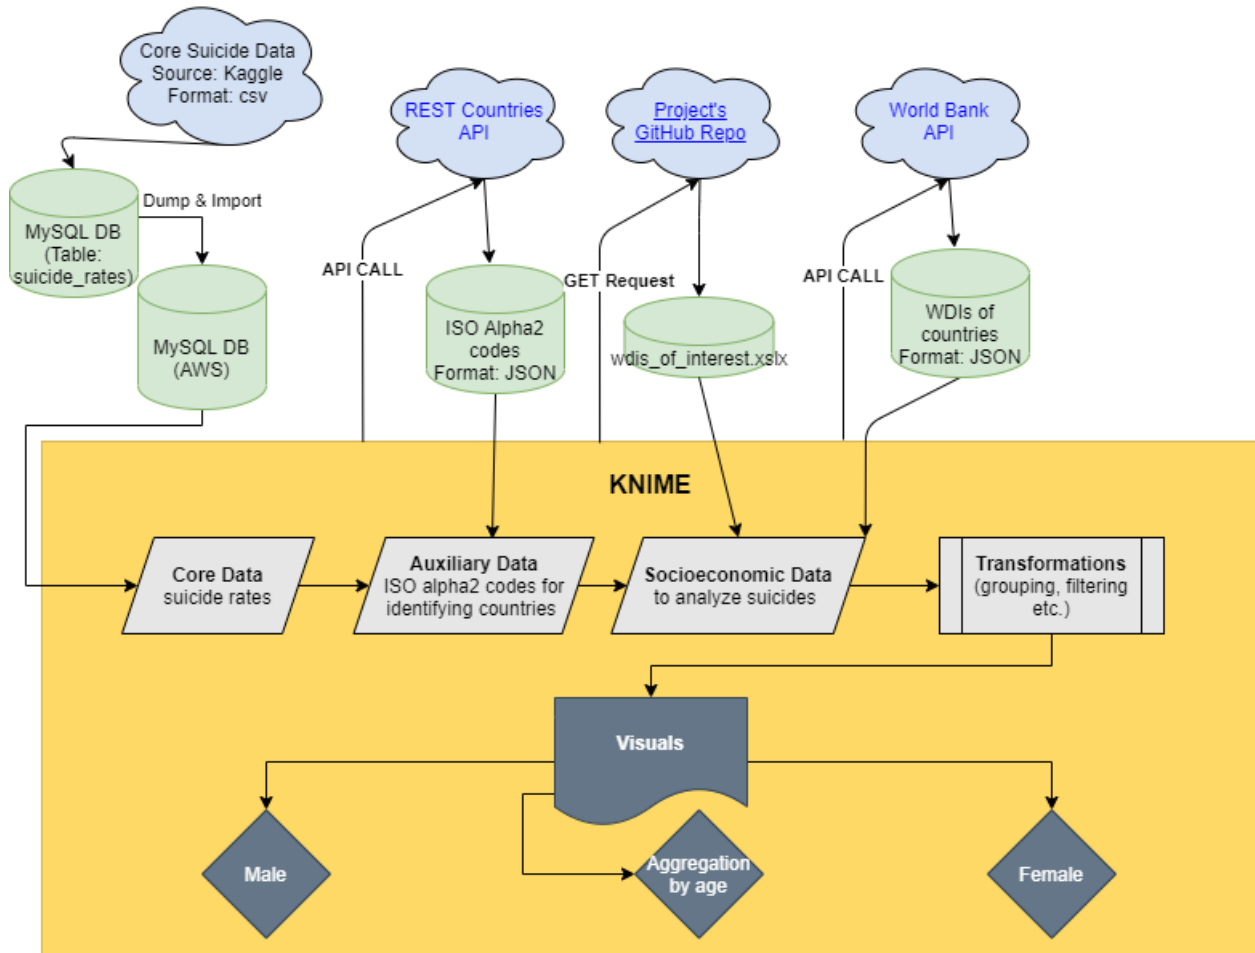 Core Suicide Data
Source: Kaggle
Format: csv
REST Countries
API
Project's
GitHub Repo
World Bank
API
Dump & Import
MySQL DB
(Table:
suicide_rates)
API CALL
GET Request
API CALL
MySQL DB
(AWS)
ISO Alpha2
codes
Format: JSON
wdis_of_interest.xslx
WDIs of
countries
Format: JSON
KNIME
Core Data
suicide rates
Auxiliary Data
ISO alpha2 codes for
identifying countries
Socioeconomic Data
to analyze suicides
Transformations
(grouping, filtering
etc.)
Visuals
Male
Aggregation
by age
Female